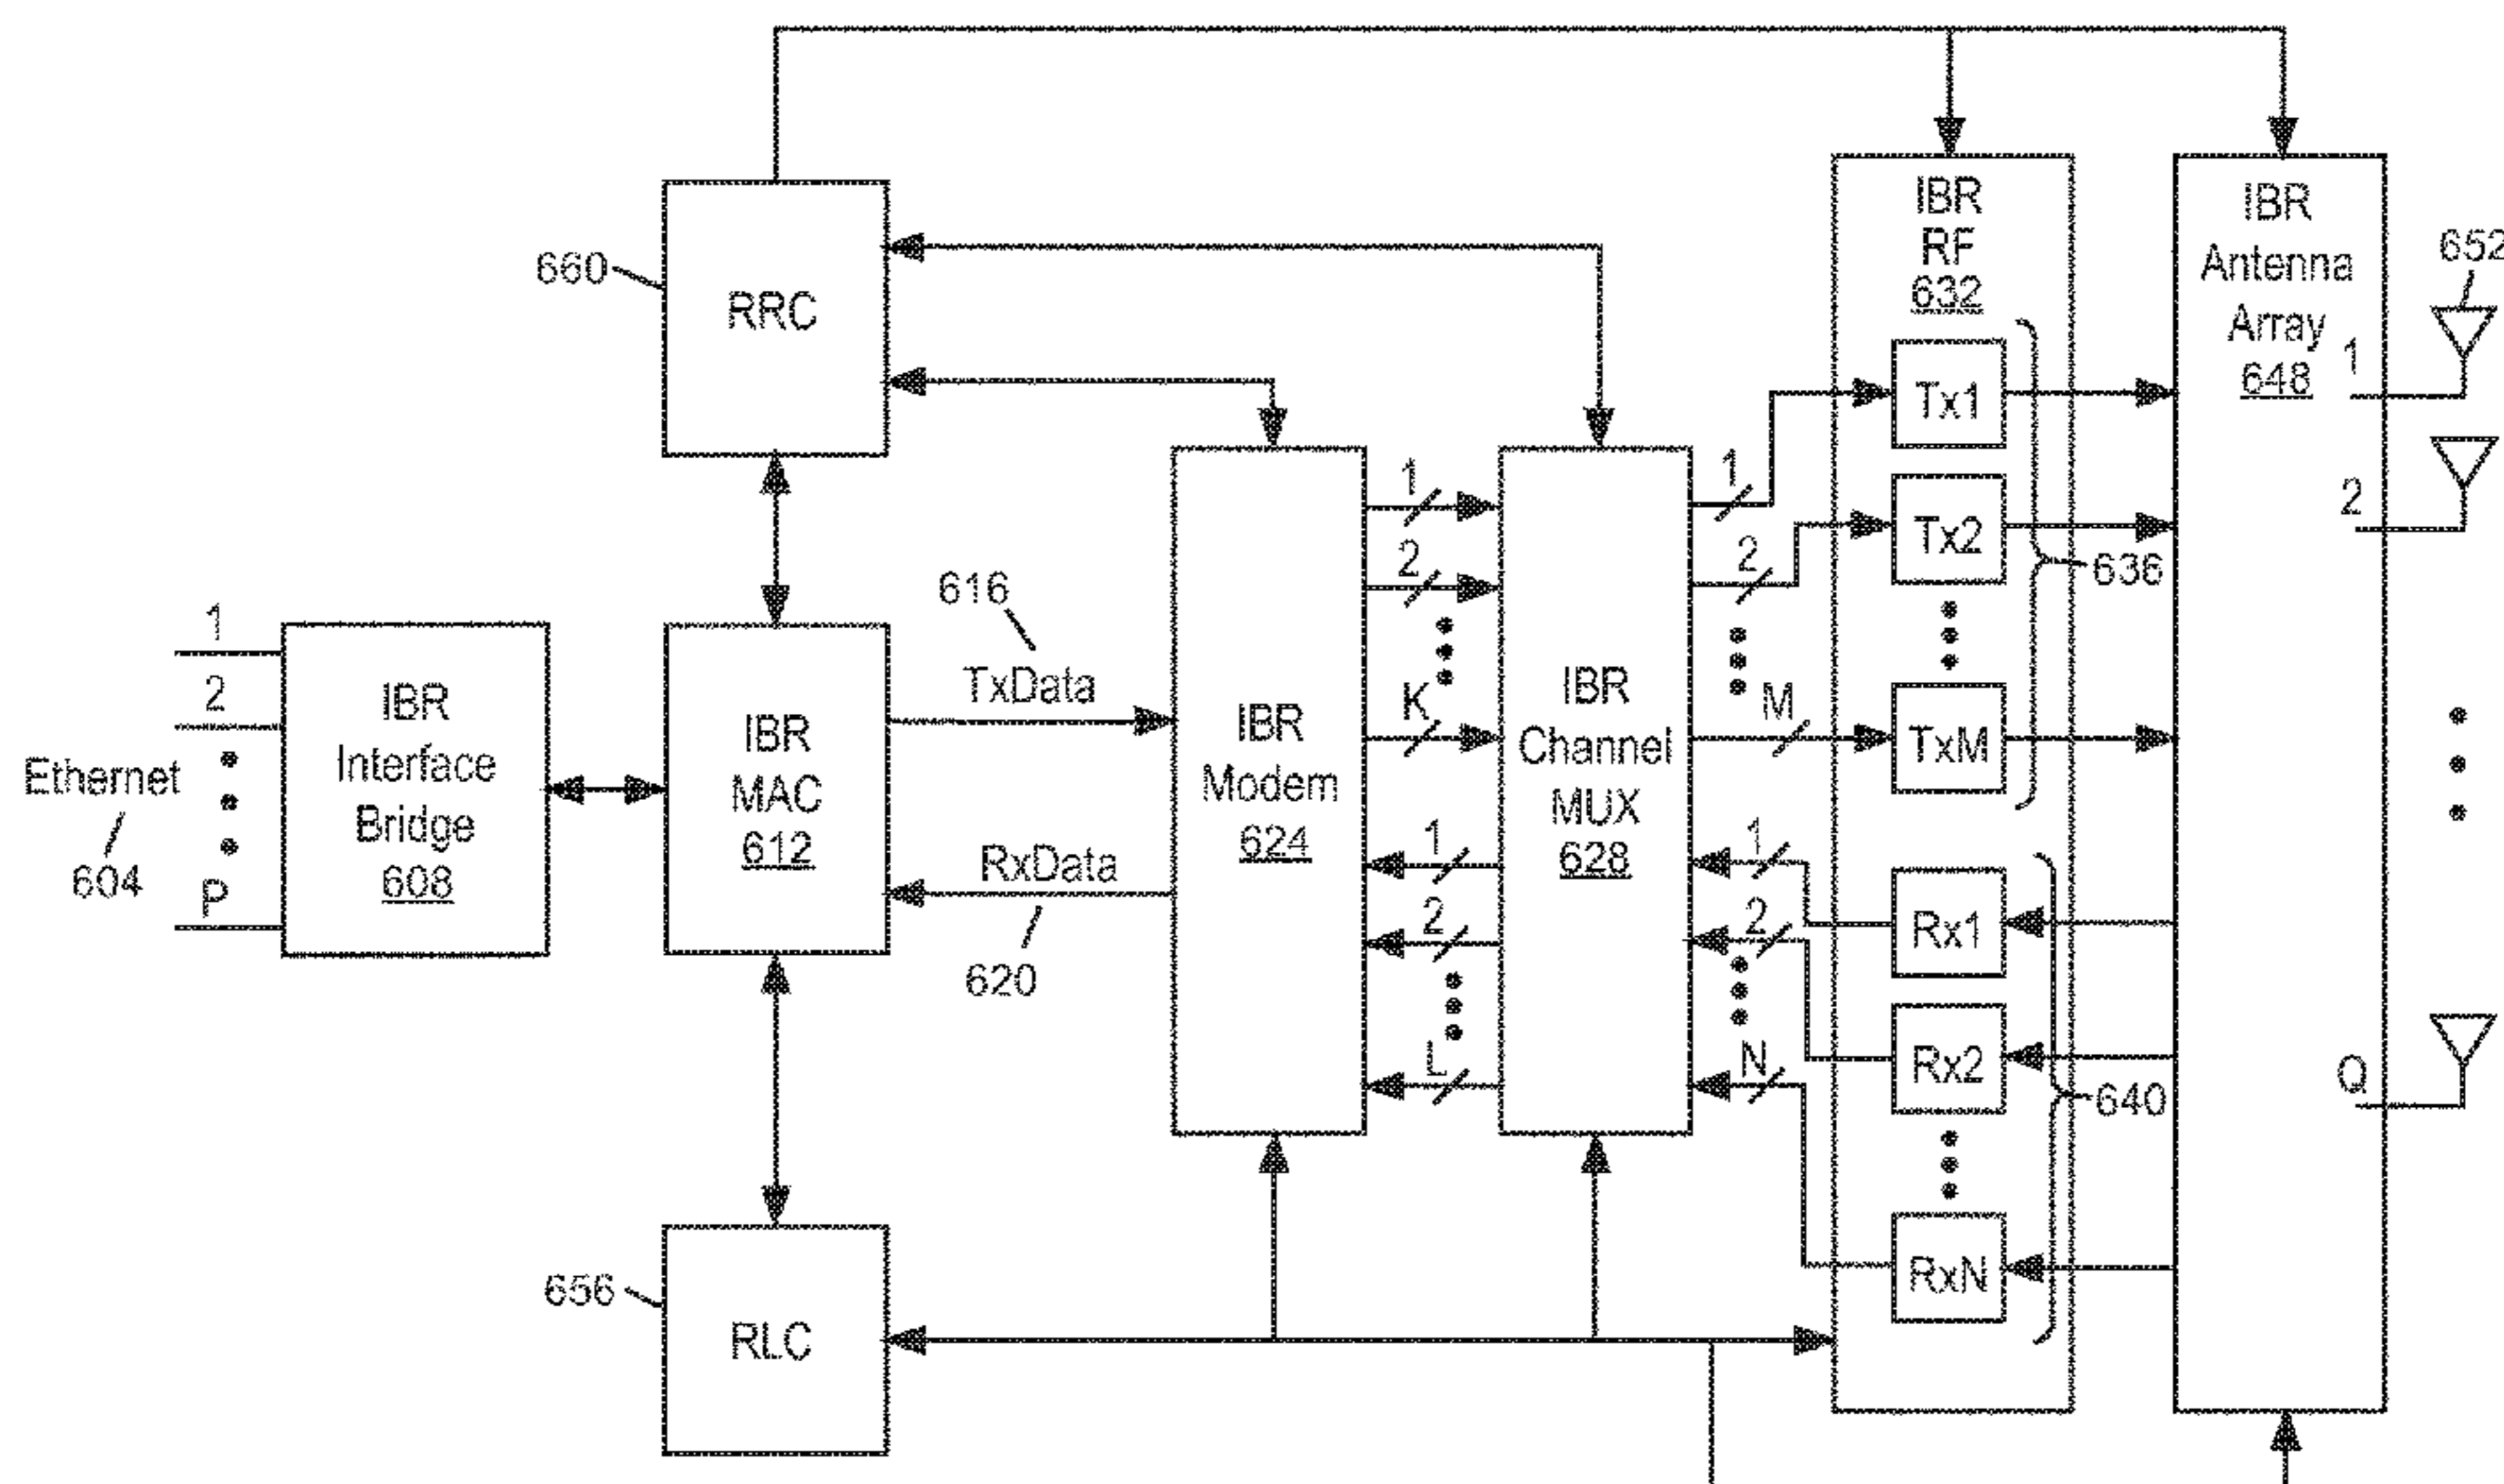 660
RRC
IBR
RF
632
IBR
Antenna
Array
648
652
1
2
Q
Tx1
Tx2
TxM
636
Rx1
Rx2
RxN
640
Ethernet
604
1
2
P
IBR
Interface
Bridge
608
IBR
MAC
612
616
TxData
RxData
620
IBR
Modem
624
1
2
K
1
2
L
IBR
Channel
MUX
628
1
2
M
1
2
N
656
RLC